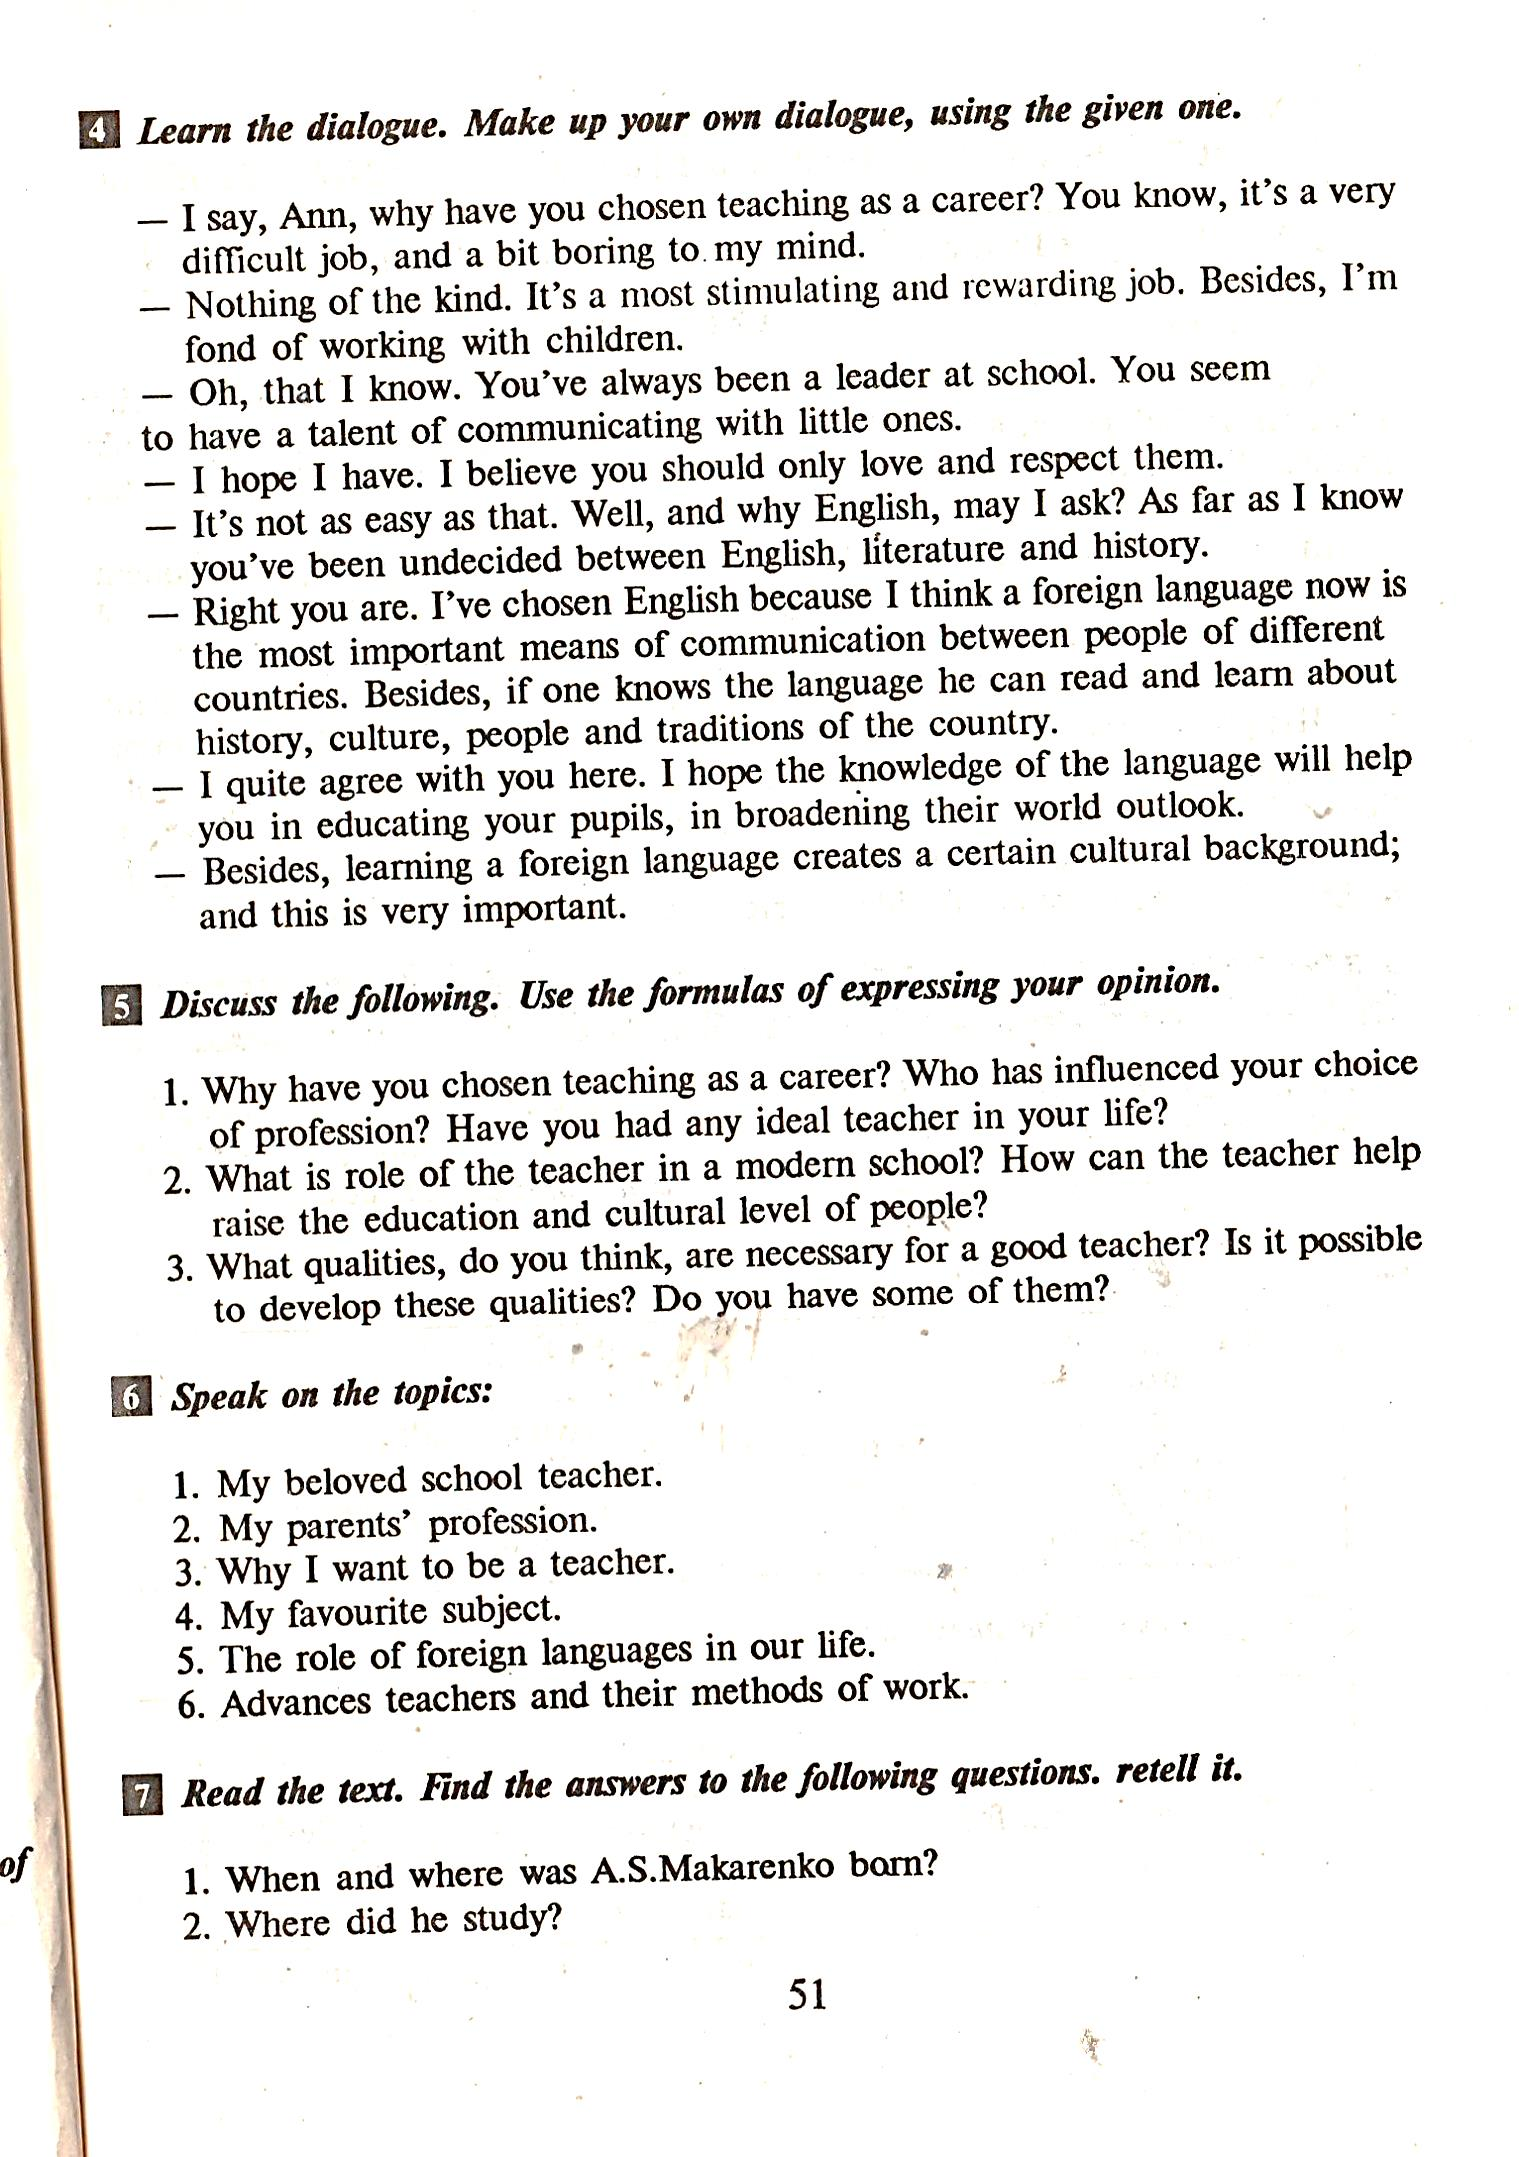 4 Learn the dialogue. Make up your own dialogue, using the given one.
— I say, Ann, why have you chosen teaching as a career? You know, it's a very
difficult job, and a bit boring to my mind.
— Nothing of the kind. It's a most stimulating and rewarding job. Besides, I'm
fond of working with children.
— Oh, that I know. You've always been a leader at school. You seem
to have a talent of communicating with little ones.
— I hope I have. I believe you should only love and respect them.
— It's not as easy as that. Well, and why English, may I ask? As far as I know
you've been undecided between English, literature and history.
— Right you are. I've chosen English because I think a foreign language now is
the most important means of communication between people of different
countries. Besides, if one knows the language he can read and learn about
history, culture, people and traditions of the country.
— I quite agree with you here. I hope the knowledge of the language will help
you in educating your pupils, in broadening their world outlook.
— Besides, learning a foreign language creates a certain cultural background;
and this is very important.
5 Discuss the following. Use the formulas of expressing your opinion.
1. Why have you chosen teaching as a career? Who has influenced your choice
of profession? Have you had any ideal teacher in your life?
2. What is role of the teacher in a modern school? How can the teacher help
raise the education and cultural level of people?
3. What qualities, do you think, are necessary for a good teacher? Is it possible
to develop these qualities? Do you have some of them?
6 Speak on the topics:
1. My beloved school teacher.
2. My parents' profession.
3. Why I want to be a teacher.
4. My favourite subject.
5. The role of foreign languages in our life.
6. Advances teachers and their methods of work.
7 Read the text. Find the answers to the following questions. retell it.
of
1. When and where was A.S.Makarenko born?
2. Where did he study?
51